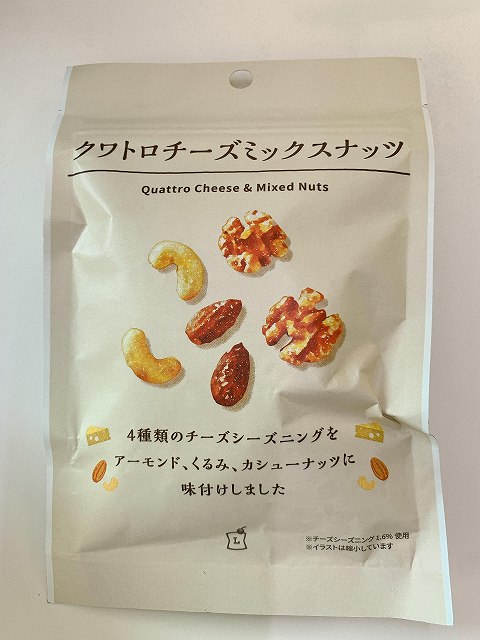 クワトロチーズミックスナッツ
Quattro Cheese & Mixed Nuts
4種類のチーズシーズニングを
アーモンド、くるみ、カシューナッツに
味付けしました
L
※チーズシーズニング1.6% 使用
※イラストは縮小しています